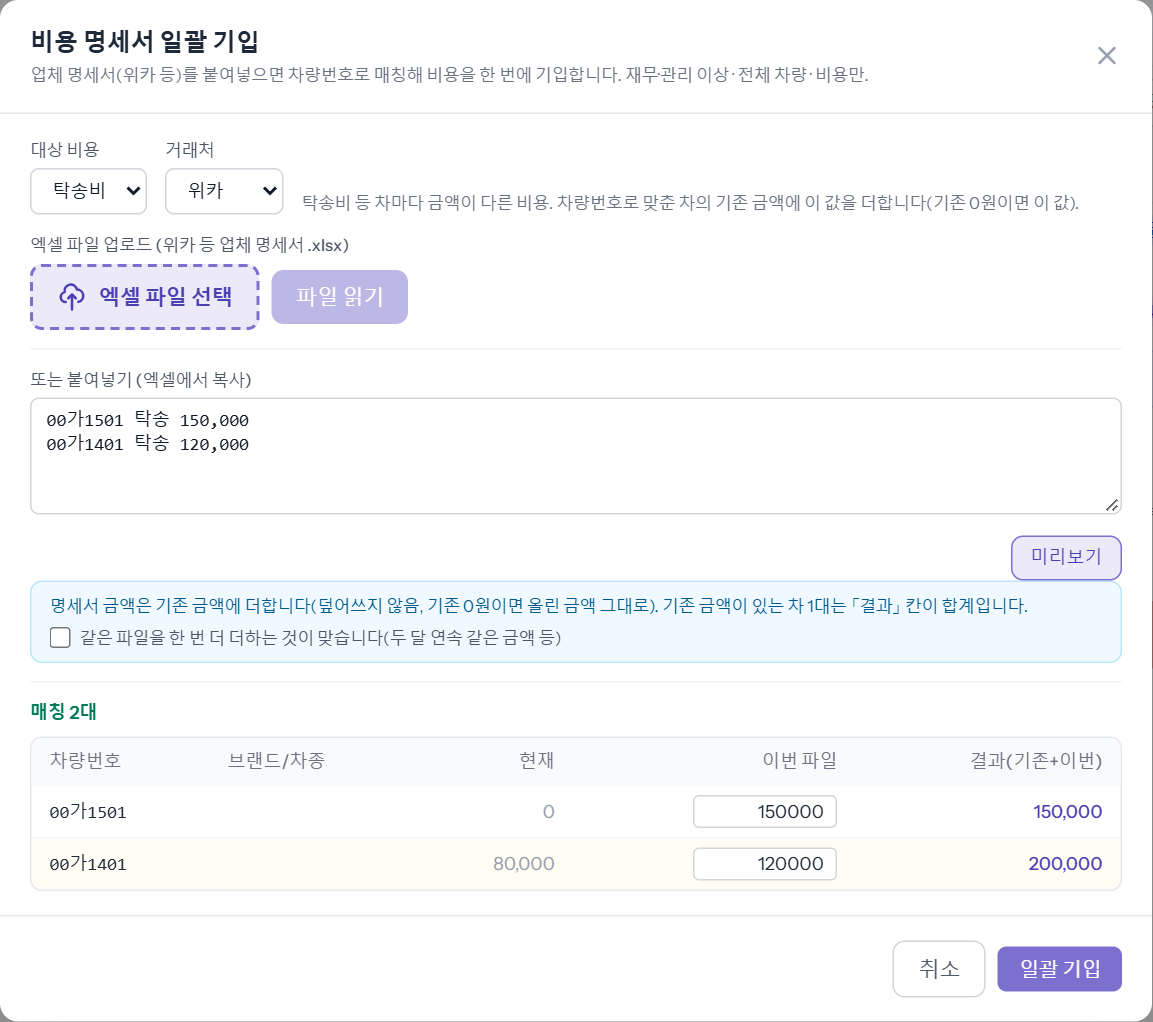 비용 명세서 일괄 기입
업체 명세서(위카 등)를 붙여넣으면 차량번호로 매칭해 비용을 한 번에 기입합니다. 재무·관리 이상 · 전체 차량 · 비용만.
대상 비용 거래처
탁송비 위카 탁송비 등 차마다 금액이 다른 비용. 차량번호로 맞춘 차의 기존 금액에 이 값을 더합니다(기존 0원이면 이 값).
엑셀 파일 업로드 (위카 등 업체 명세서 .xlsx)
엑셀 파일 선택 파일 읽기
또는 붙여넣기 (엑셀에서 복사)
00가1501 탁송 150,000
00가1401 탁송 120,000
미리보기
명세서 금액은 기존 금액에 더합니다(덮어쓰지 않음, 기존 0원이면 올린 금액 그대로). 기존 금액이 있는 차 1대는 「결과」 칸이 합계입니다.
같은 파일을 한 번 더 더하는 것이 맞습니다(두 달 연속 같은 금액 등)
매칭 2대
차량번호 브랜드/차종 현재 이번 파일 결과(기존+이번)
00가1501 0 150000 150,000
00가1401 80,000 120000 200,000
취소 일괄 기입